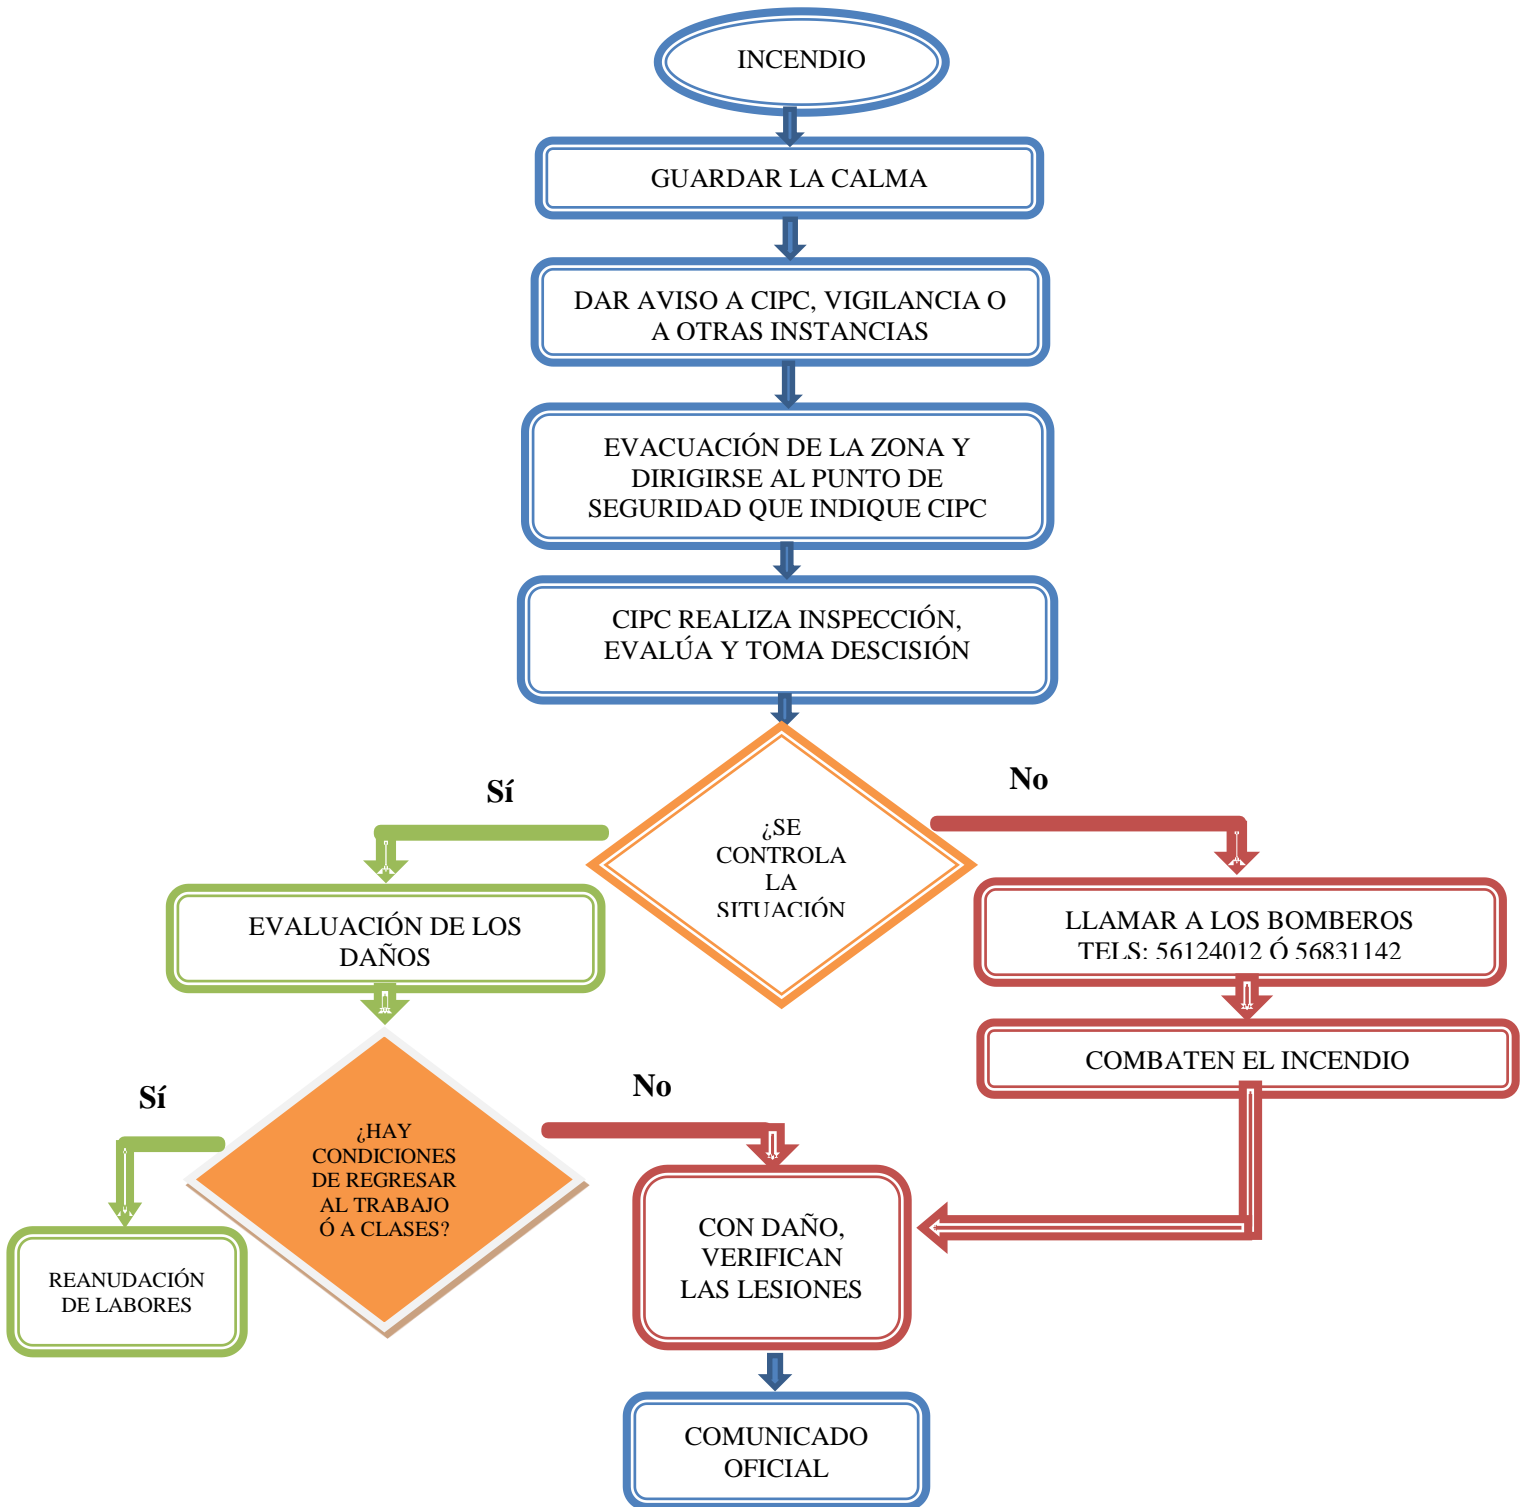 INCENDIO
GUARDAR LA CALMA
DAR AVISO A CIPC, VIGILANCIA O
A OTRAS INSTANCIAS
EVACUACIÓN DE LA ZONA Y
DIRIGIRSE AL PUNTO DE
SEGURIDAD QUE INDIQUE CIPC
CIPC REALIZA INSPECCIÓN,
EVALÚA Y TOMA DESCISIÓN
Sí
No
¿SE
CONTROLA
LA
SITUACIÓN
EVALUACIÓN DE LOS
DAÑOS
LLAMAR A LOS BOMBEROS
TELS: 56124012 Ó 56831142
COMBATEN EL INCENDIO
Sí
No
¿HAY
CONDICIONES
DE REGRESAR
AL TRABAJO
Ó A CLASES?
REANUDACIÓN
DE LABORES
CON DAÑO,
VERIFICAN
LAS LESIONES
COMUNICADO
OFICIAL